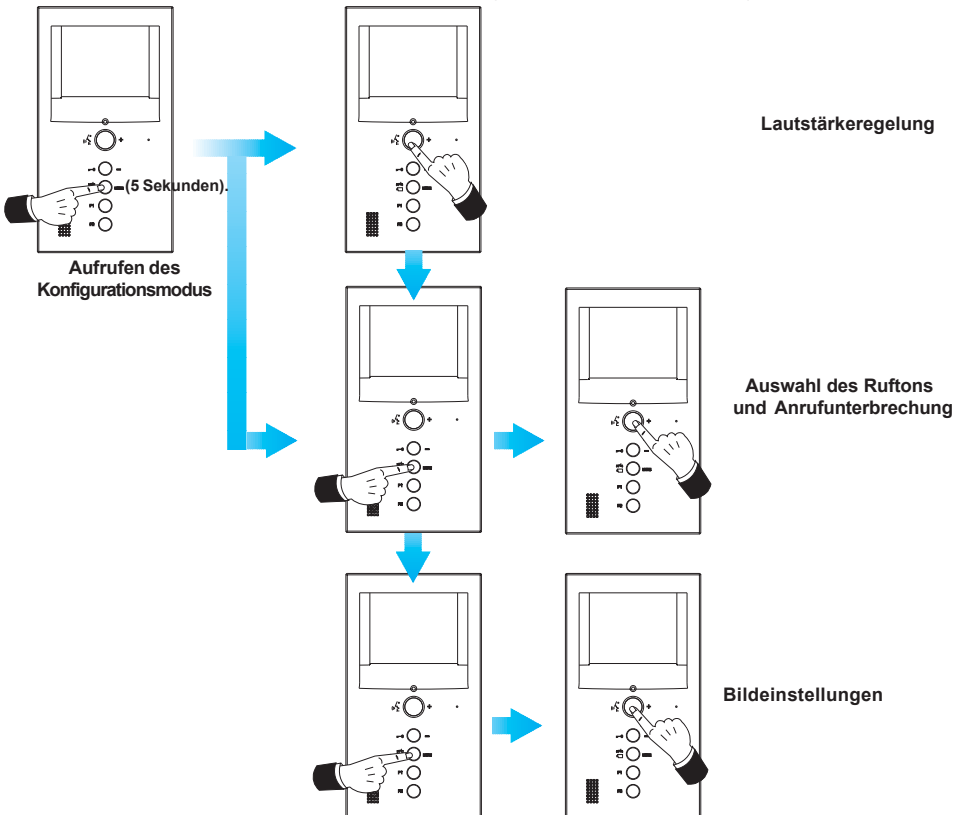 Lautstärkeregelung
(5 Sekunden).
Aufrufen des
Konfigurationsmodus
Auswahl des Ruftons
und Anrufunterbrechung
Bildeinstellungen